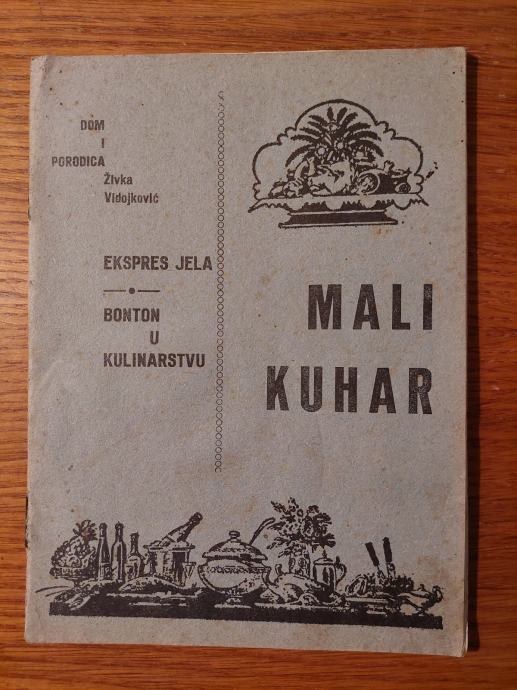 DOM
I
PORODICA
Živka
Vidojković
EKSPRES JELA
BONTON
U
KULINARSTVU
MALI
KUHAR